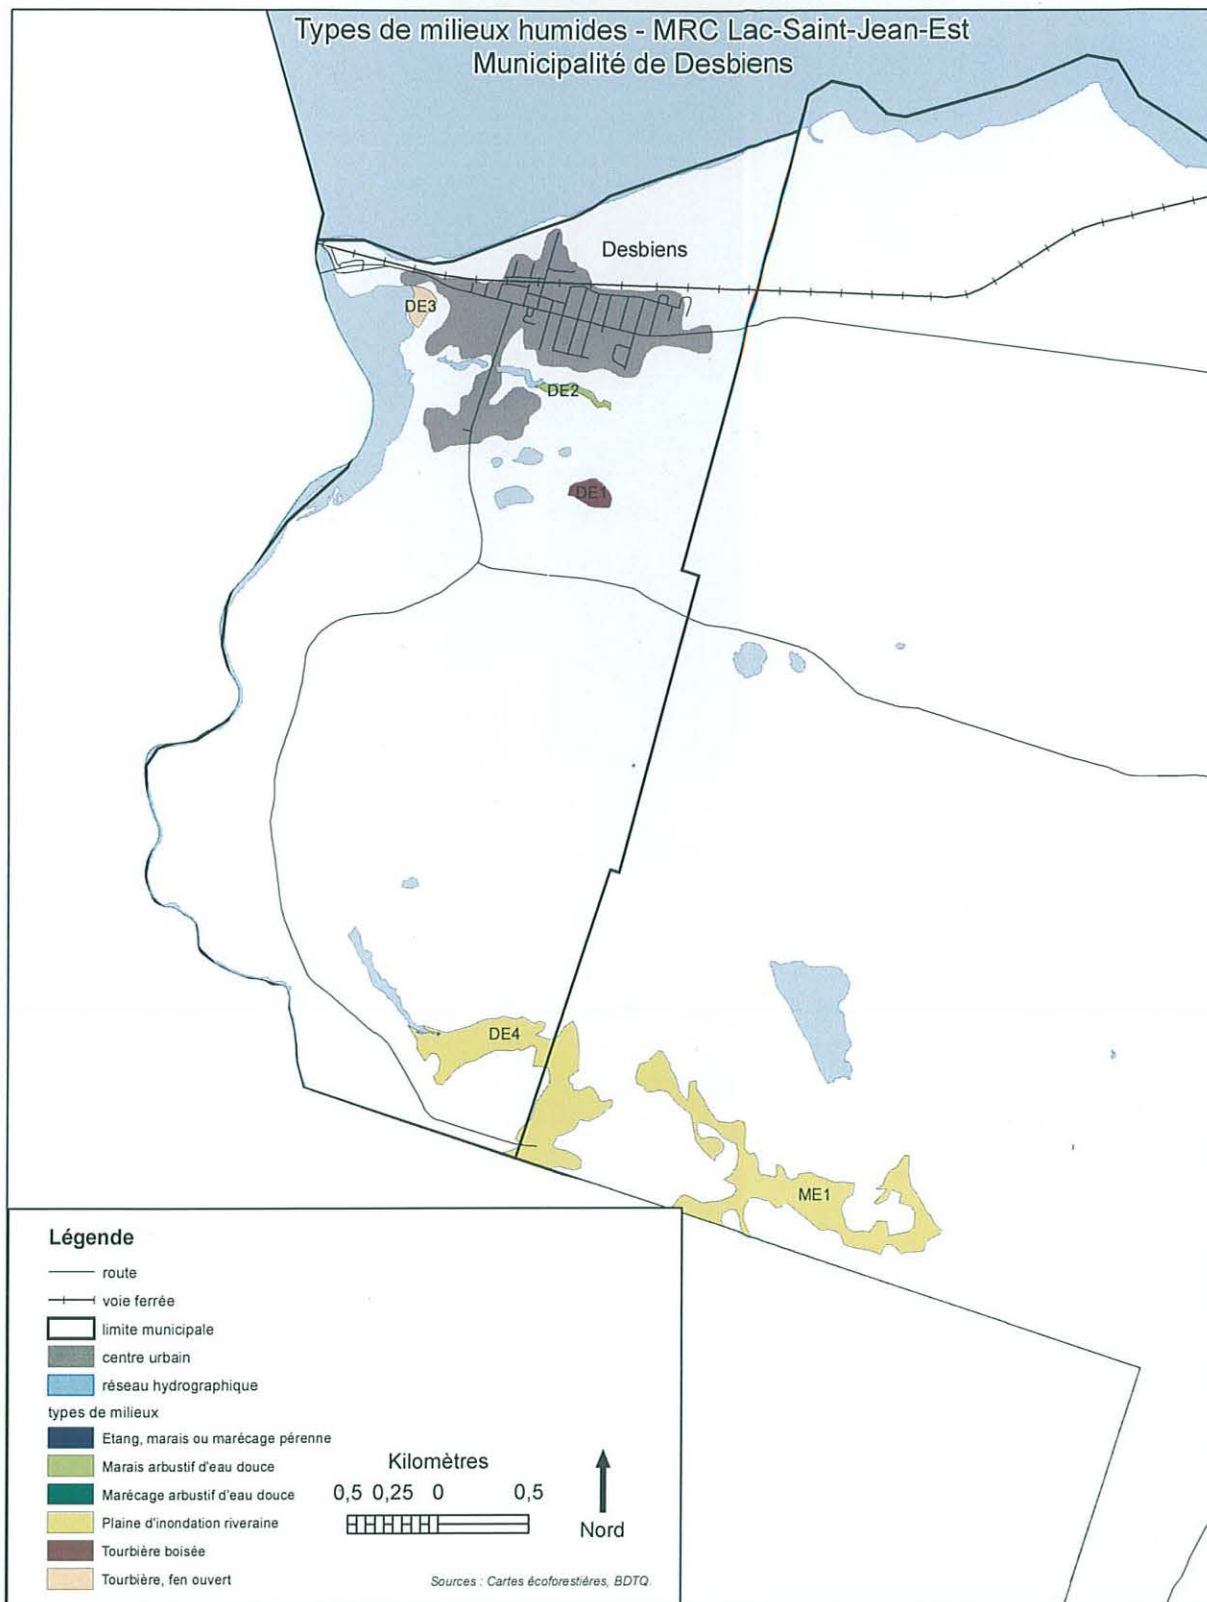 Types de milieux humides - MRC Lac-Saint-Jean-Est
Municipalité de Desbiens
Desbiens
DE3
DE2
DE1
DE4
ME1
Légende
route
voie ferrée
limite municipale
centre urbain
réseau hydrographique
types de milieux
Etang, marais ou marécage pérenne
Marais arbustif d'eau douce
Marécage arbustif d'eau douce
Plaine d'inondation riveraine
Tourbière boisée
Tourbière, fen ouvert
Kilomètres
0,5 0,25 0 0,5
Nord
Sources : Cartes écoforestières, BDTQ.